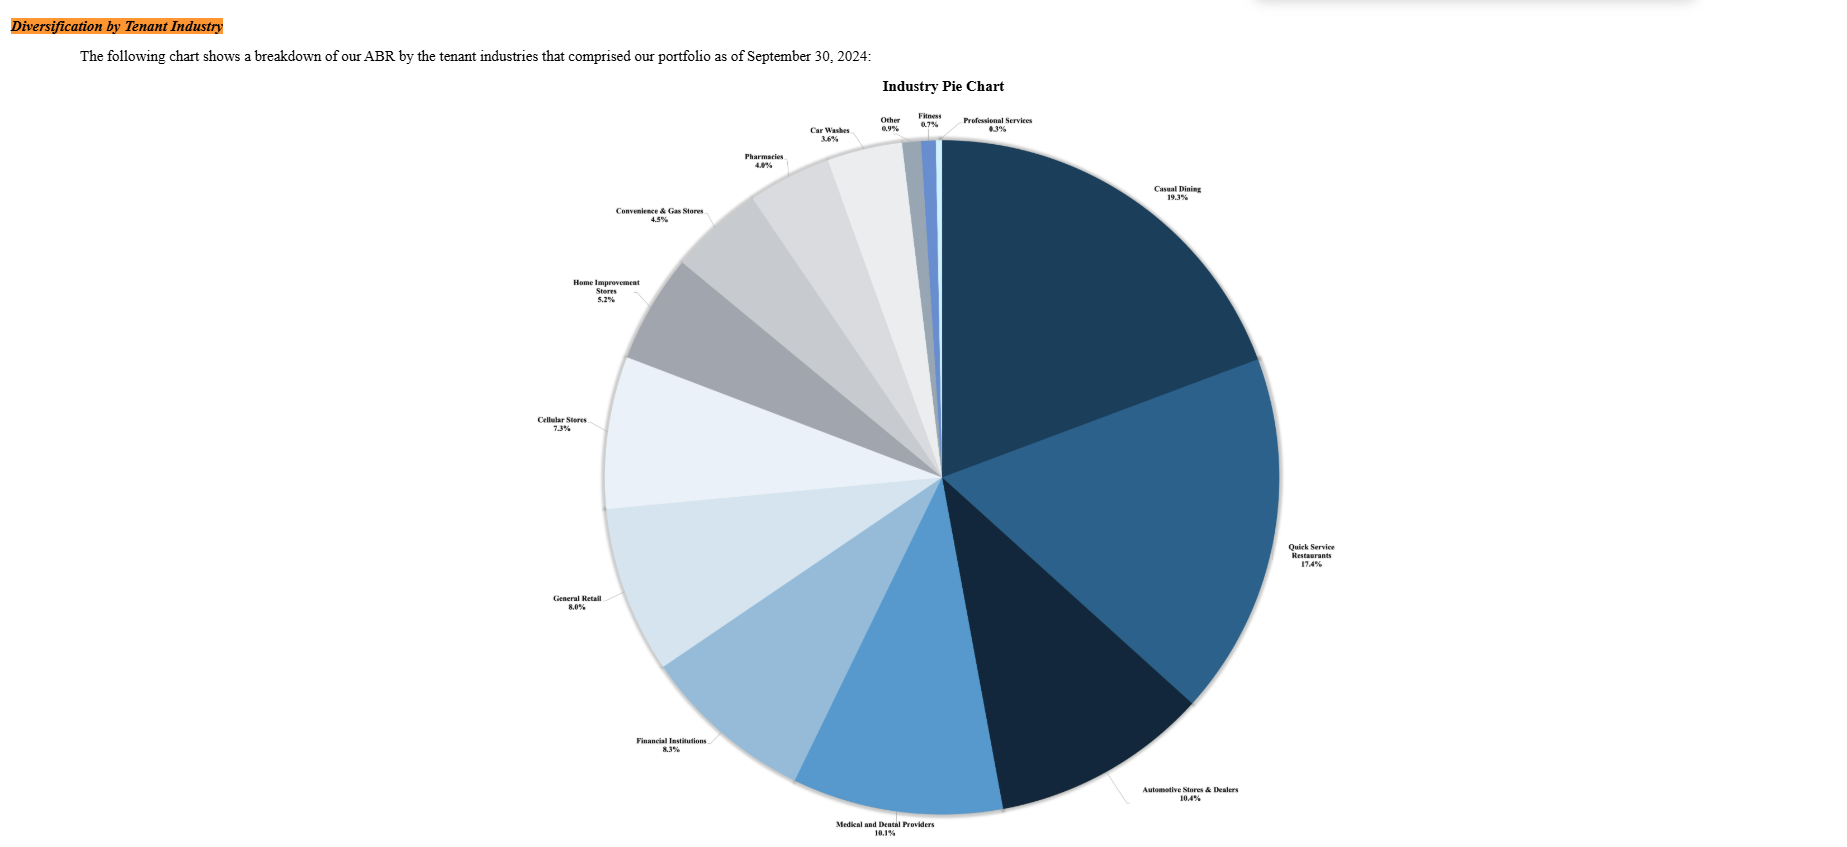 Diversification by Tenant Industry
The following chart shows a breakdown of our ABR by the tenant industries that comprised our portfolio as of September 30, 2024:
Industry Pie Chart
Professional Services
0.3%
Casual Dining
19.3%
Quick Service
Restaurants
17.4%
Automotive Stores & Dealers
10.4%
Medical and Dental Providers
10.1%
Financial Institutions
8.3%
General Retail
8.0%
Cellular Stores
7.3%
Home Improvement
Stores
5.2%
Convenience & Gas Stores
4.5%
Pharmacies
4.0%
Car Washes
3.6%
Other
0.9%
Fitness
0.7%